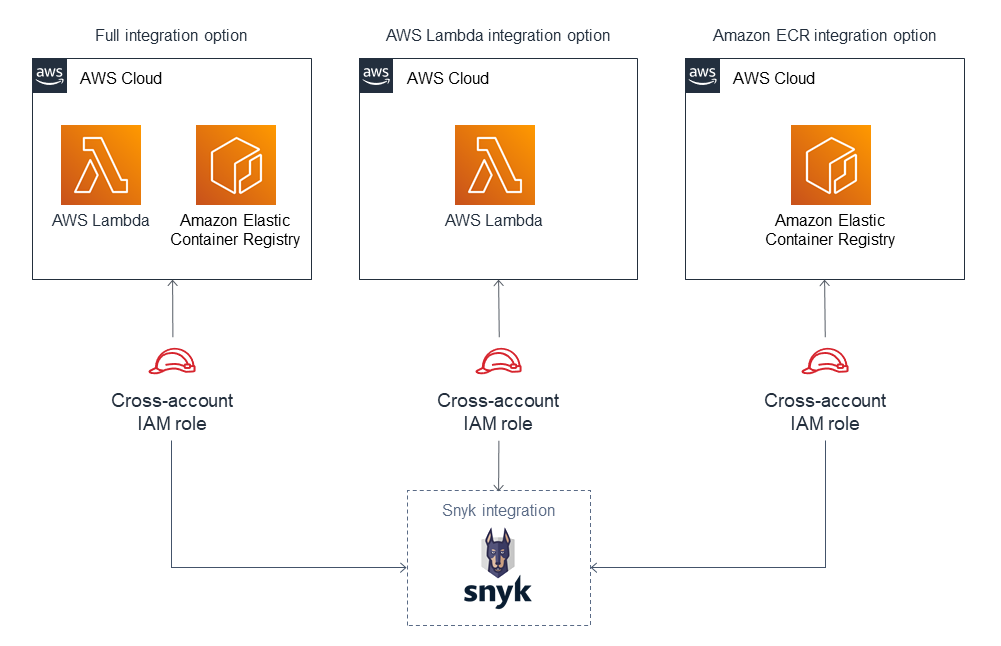 Full integration option
AWS Lambda integration option
Amazon ECR integration option
aws
AWS Cloud
aws
AWS Cloud
aws
AWS Cloud
AWS Lambda
Amazon Elastic
Container Registry
AWS Lambda
Amazon Elastic
Container Registry
Cross-account
IAM role
Cross-account
IAM role
Cross-account
IAM role
Snyk integration
snyk